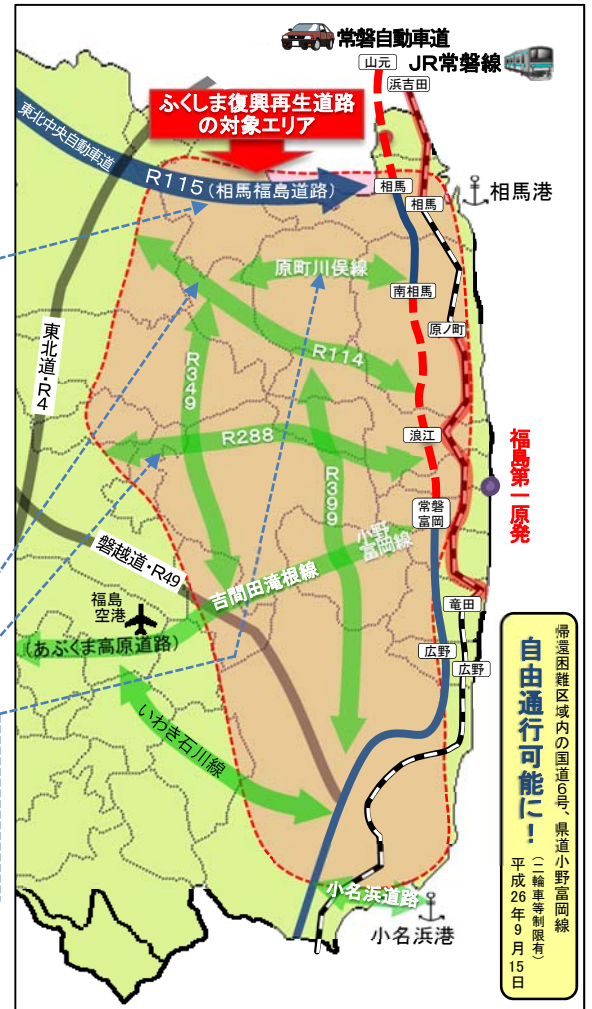 常磐自動車道
JR常磐線
山元
浜吉田
ふくしま復興再生道路
の対象エリア
東北中央自動車道
R115(相馬福島道路)
相馬
相馬
相馬港
原町川俣線
南相馬
原ノ町
東北道・R4
R349
R114
R288
浪江
R399
福島第一原発
常磐
富岡
小野
富岡線
磐越道・R49
吉間田滝根線
福島
空港
竜田
(あぶくま高原道路)
広野
広野
いわき石川線
小名浜道路
小名浜港
帰還困難区域内の国道6号、県道小野富岡線
自由通行可能に!
(二輪車等制限有)
平成26年9月15日